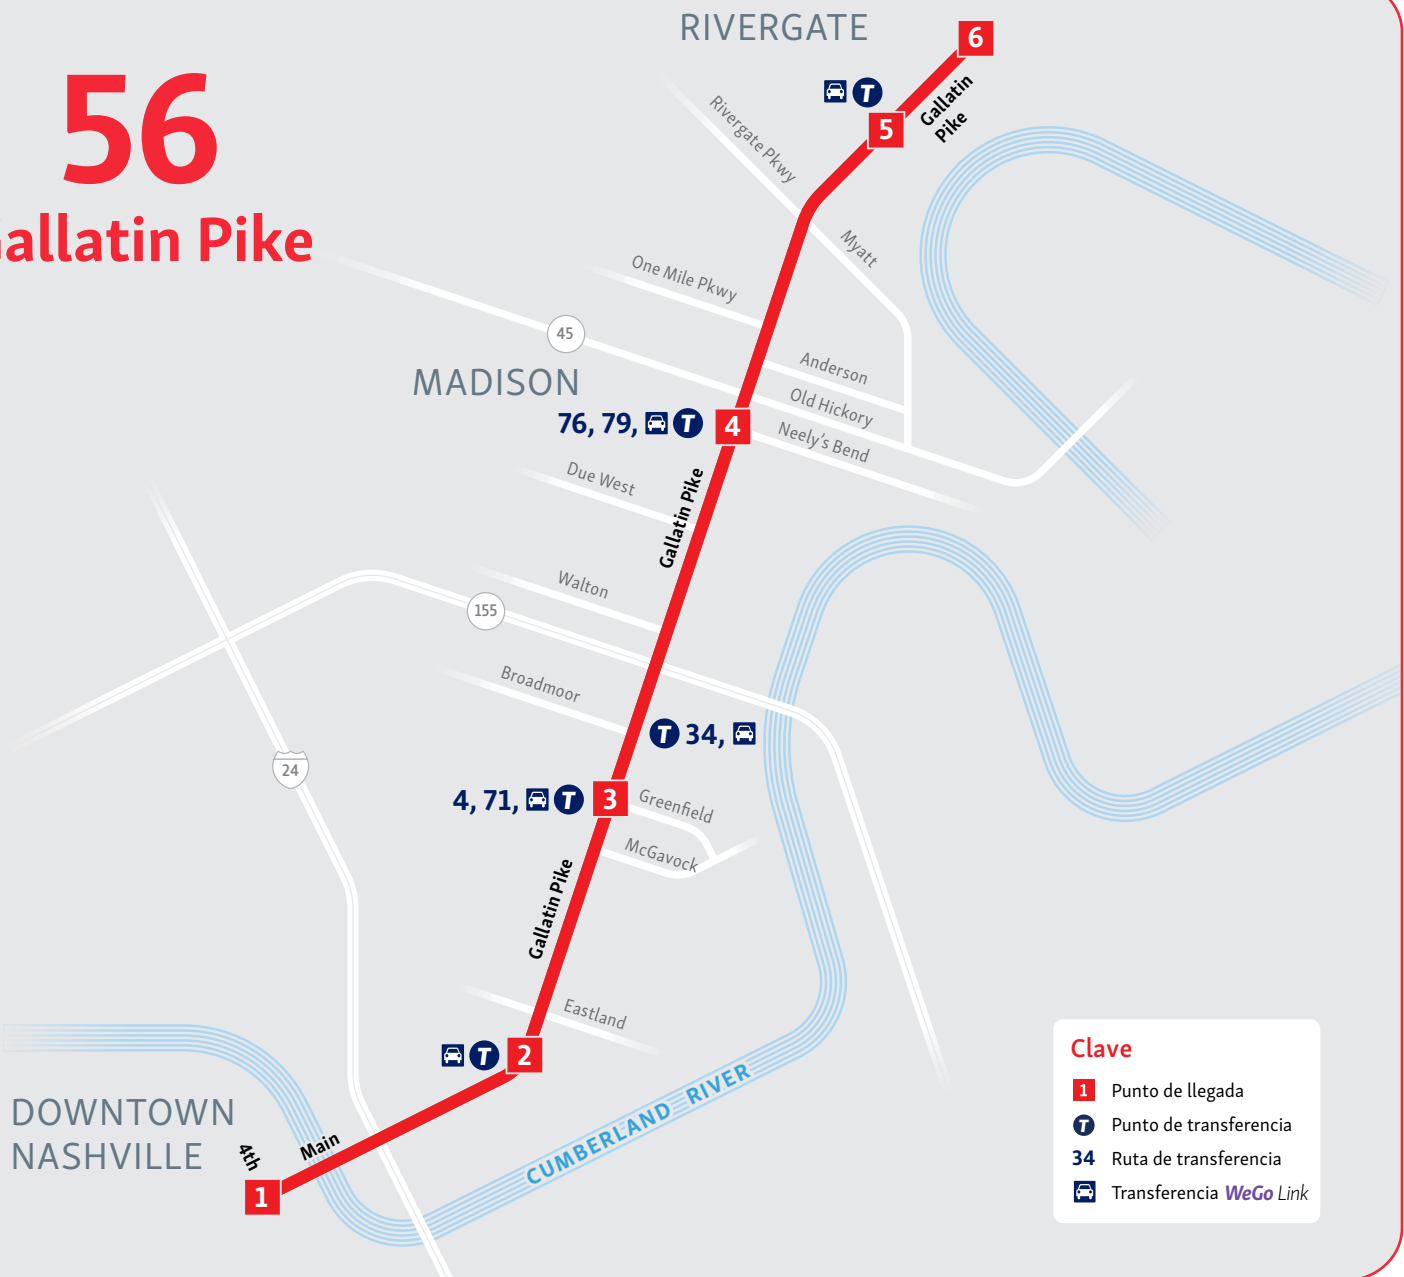 RIVERGATE
6
56
5
Gallatin
Pike
Rivergate Pkwy
allatin Pike
Myatt
One Mile Pkwy
45
Anderson
MADISON
Old Hickory
76, 79, T
4
Neely's Bend
Due West
Gallatin Pike
Walton
155
Broadmoor
T 34,
24
4, 71, T
3
Greenfield
McGavock
Gallatin Pike
Eastland
T
2
CUMBERLAND RIVER
DOWNTOWN
NASHVILLE
4th
Main
1
T
Clave
1 Punto de llegada
T Punto de transferencia
34 Ruta de transferencia
Transferencia WeGo Link